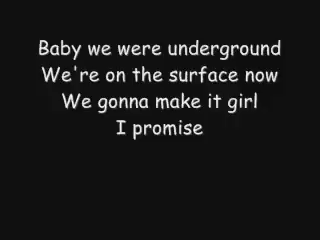 Baby we were underground
We're on the surface now
We gonna make it girl
I promise